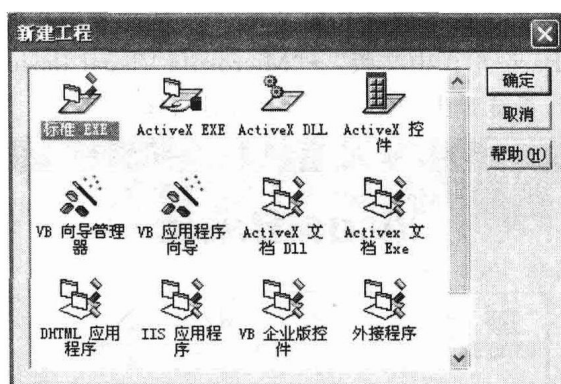 新建工程
标准 EXE
ActiveX EXE
ActiveX DLL
ActiveX 控
件
确定
取消
帮助(H)
VB 向导管理
器
VB 应用程序
向导
ActiveX 文
档 Dll
Activex 文
档 Exe
DHTML 应用
程序
IIS 应用程
序
VB 企业版控
件
外接程序